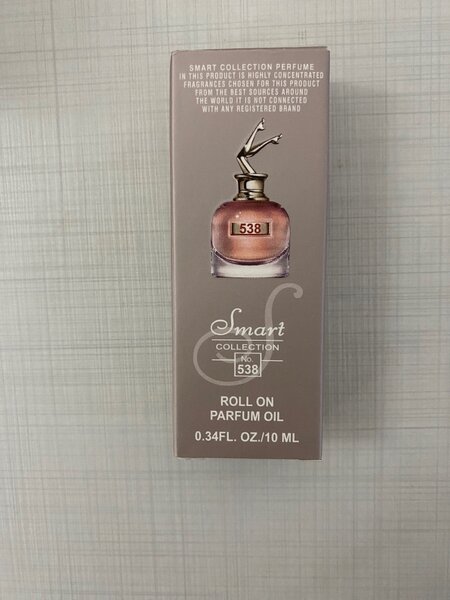 SMART COLLECTION PERFUME
IN THIS PRODUCT IS HIGHLY CONCENTRATED
FRAGRANCES CHOSEN FOR THIS PRODUCT
FROM THE BEST SOURCES AROUND
THE WORLD IT IS NOT CONNECTED
WITH ANY REGISTERED BRAND
538
Smart
COLLECTION
No.
538
ROLL ON
PARFUM OIL
0.34FL. OZ./10 ML